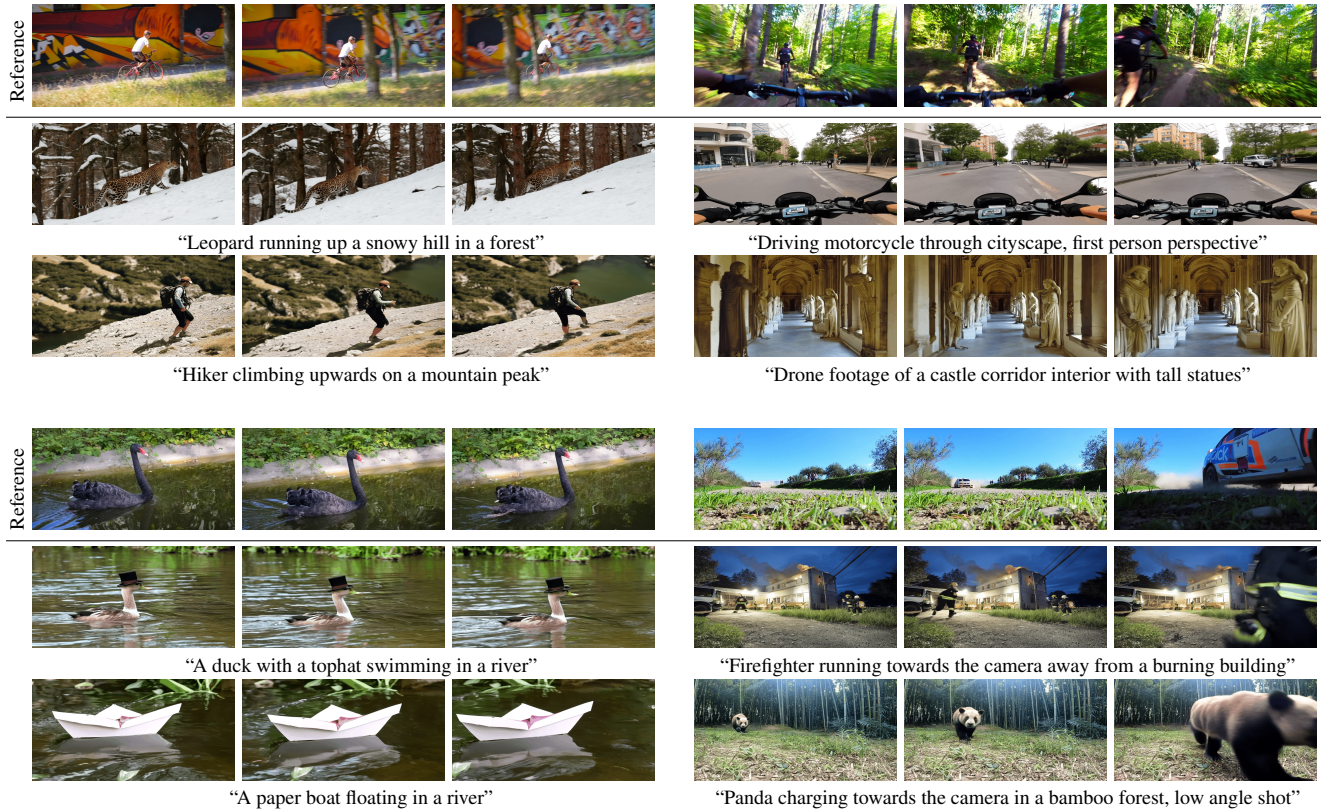 Reference
“Leopard running up a snowy hill in a forest”
“Driving motorcycle through cityscape, first person perspective”
“Hiker climbing upwards on a mountain peak”
“Drone footage of a castle corridor interior with tall statues”
Reference
“A duck with a tophat swimming in a river”
“Firefighter running towards the camera away from a burning building”
“A paper boat floating in a river”
“Panda charging towards the camera in a bamboo forest, low angle shot”